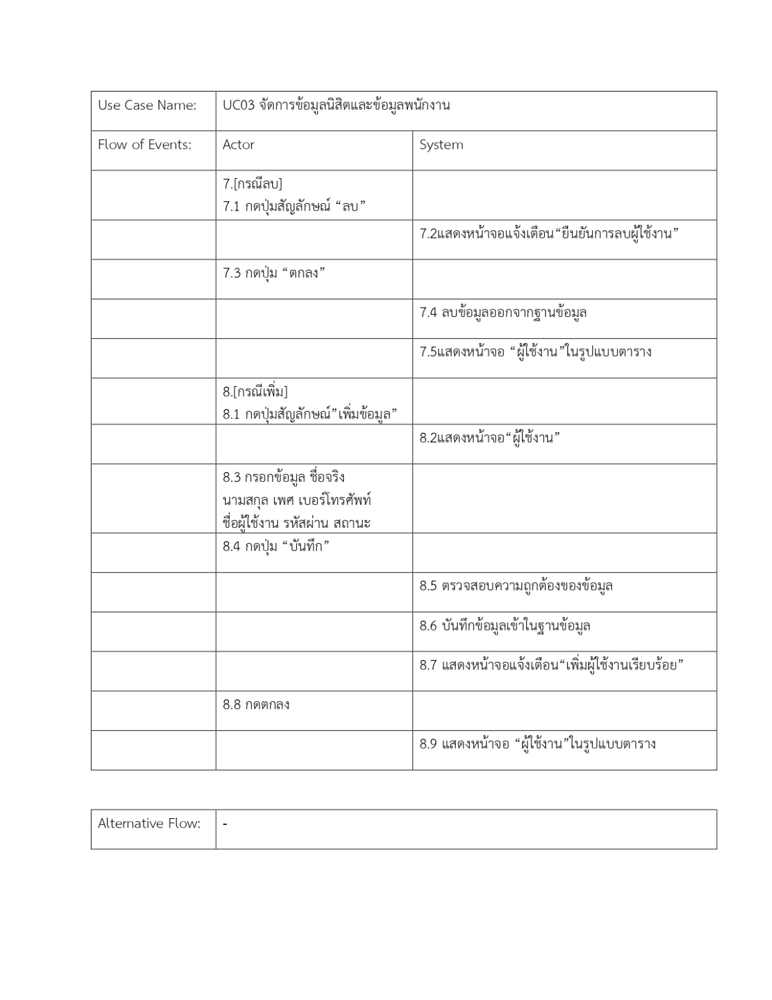 Use Case Name: UC03 จัดการข้อมูลนิสิตและข้อมูลพนักงาน
Flow of Events: Actor System
7.[กรณีลบ]
7.1 กดปุ่มสัญลักษณ์ “ลบ”
7.2แสดงหน้าจอแจ้งเตือน“ยืนยันการลบผู้ใช้งาน”
7.3 กดปุ่ม “ตกลง”
7.4 ลบข้อมูลออกจากฐานข้อมูล
7.5แสดงหน้าจอ “ผู้ใช้งาน”ในรูปแบบตาราง
8.[กรณีเพิ่ม]
8.1 กดปุ่มสัญลักษณ์”เพิ่มข้อมูล”
8.2แสดงหน้าจอ“ผู้ใช้งาน”
8.3 กรอกข้อมูล ชื่อจริง
นามสกุล เพศ เบอร์โทรศัพท์
ชื่อผู้ใช้งาน รหัสผ่าน สถานะ
8.4 กดปุ่ม “บันทึก”
8.5 ตรวจสอบความถูกต้องของข้อมูล
8.6 บันทึกข้อมูลเข้าในฐานข้อมูล
8.7 แสดงหน้าจอแจ้งเตือน“เพิ่มผู้ใช้งานเรียบร้อย”
8.8 กดตกลง
8.9 แสดงหน้าจอ “ผู้ใช้งาน”ในรูปแบบตาราง
Alternative Flow: -